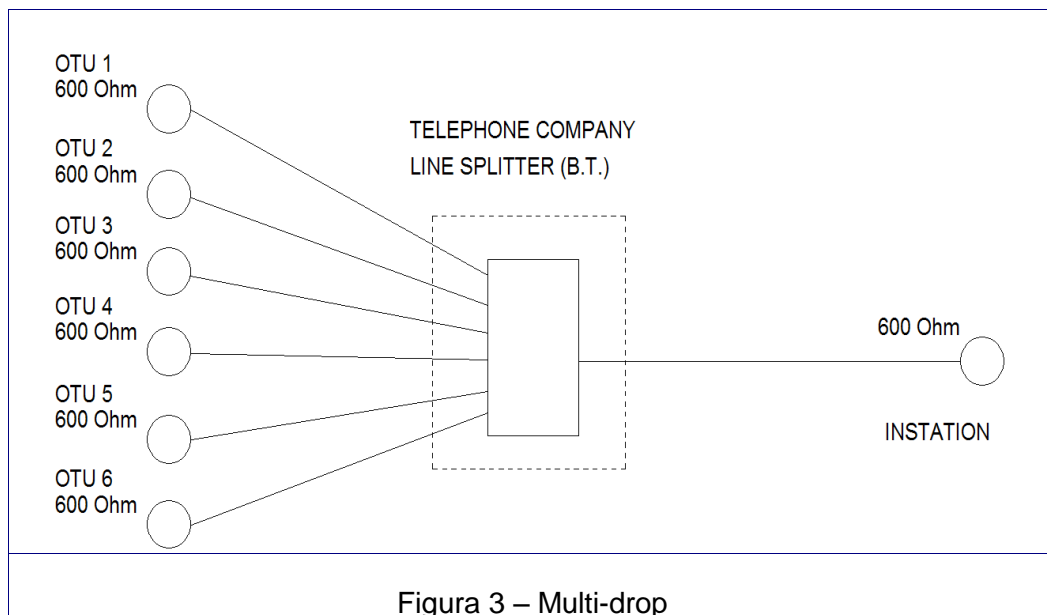 OTU 1
600 Ohm
OTU 2
600 Ohm
OTU 3
600 Ohm
OTU 4
600 Ohm
OTU 5
600 Ohm
OTU 6
600 Ohm
TELEPHONE COMPANY
LINE SPLITTER (B.T.)
600 Ohm
INSTATION
Figura 3 – Multi-drop